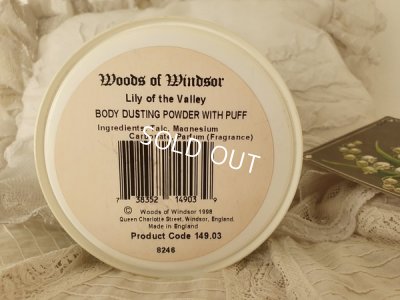 Woods of Windsor
Lily of the Valley
BODY DUSTING POWDER WITH PUFF
Ingredients: Talc, Magnesium
Carbonate, Parfum (Fragrance)
SOLD OUT
7 38352 14903 9
© Woods of Windsor 1998
Queen Charlotte Street, Windsor, England.
Made in England
Product Code 149.03
8246